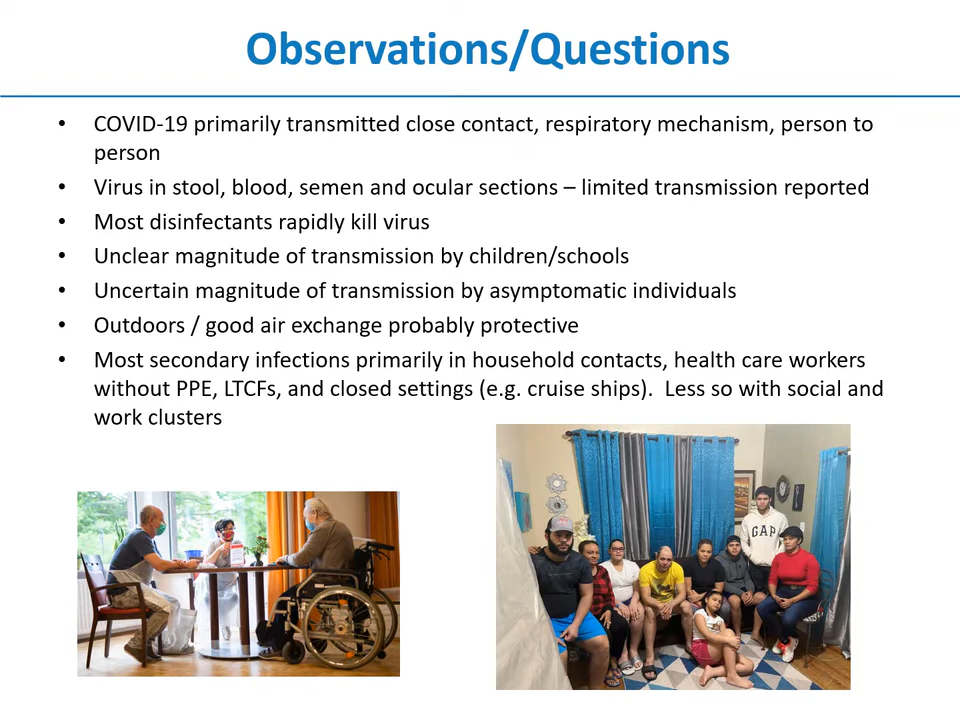 Observations/Questions
• COVID-19 primarily transmitted close contact, respiratory mechanism, person to
person
• Virus in stool, blood, semen and ocular sections – limited transmission reported
• Most disinfectants rapidly kill virus
• Unclear magnitude of transmission by children/schools
• Uncertain magnitude of transmission by asymptomatic individuals
• Outdoors / good air exchange probably protective
• Most secondary infections primarily in household contacts, health care workers
without PPE, LTCFs, and closed settings (e.g. cruise ships).  Less so with social and
work clusters
GAP